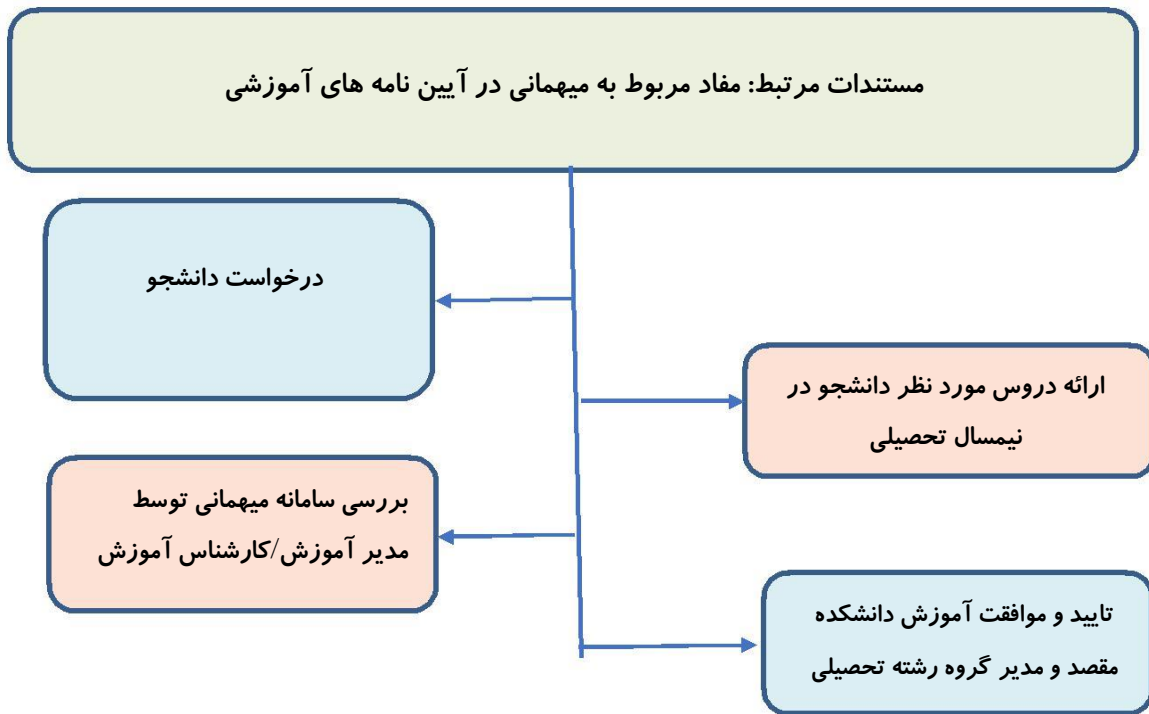 مستندات مرتبط: مفاد مربوط به میهمانی در آیین نامه های آموزشی
درخواست دانشجو
ارائه دروس مورد نظر دانشجو در
نیمسال تحصیلی
بررسی سامانه میهمانی توسط
مدیر آموزش/کارشناس آموزش
تایید و موافقت آموزش دانشکده
مقصد و مدیر گروه رشته تحصیلی